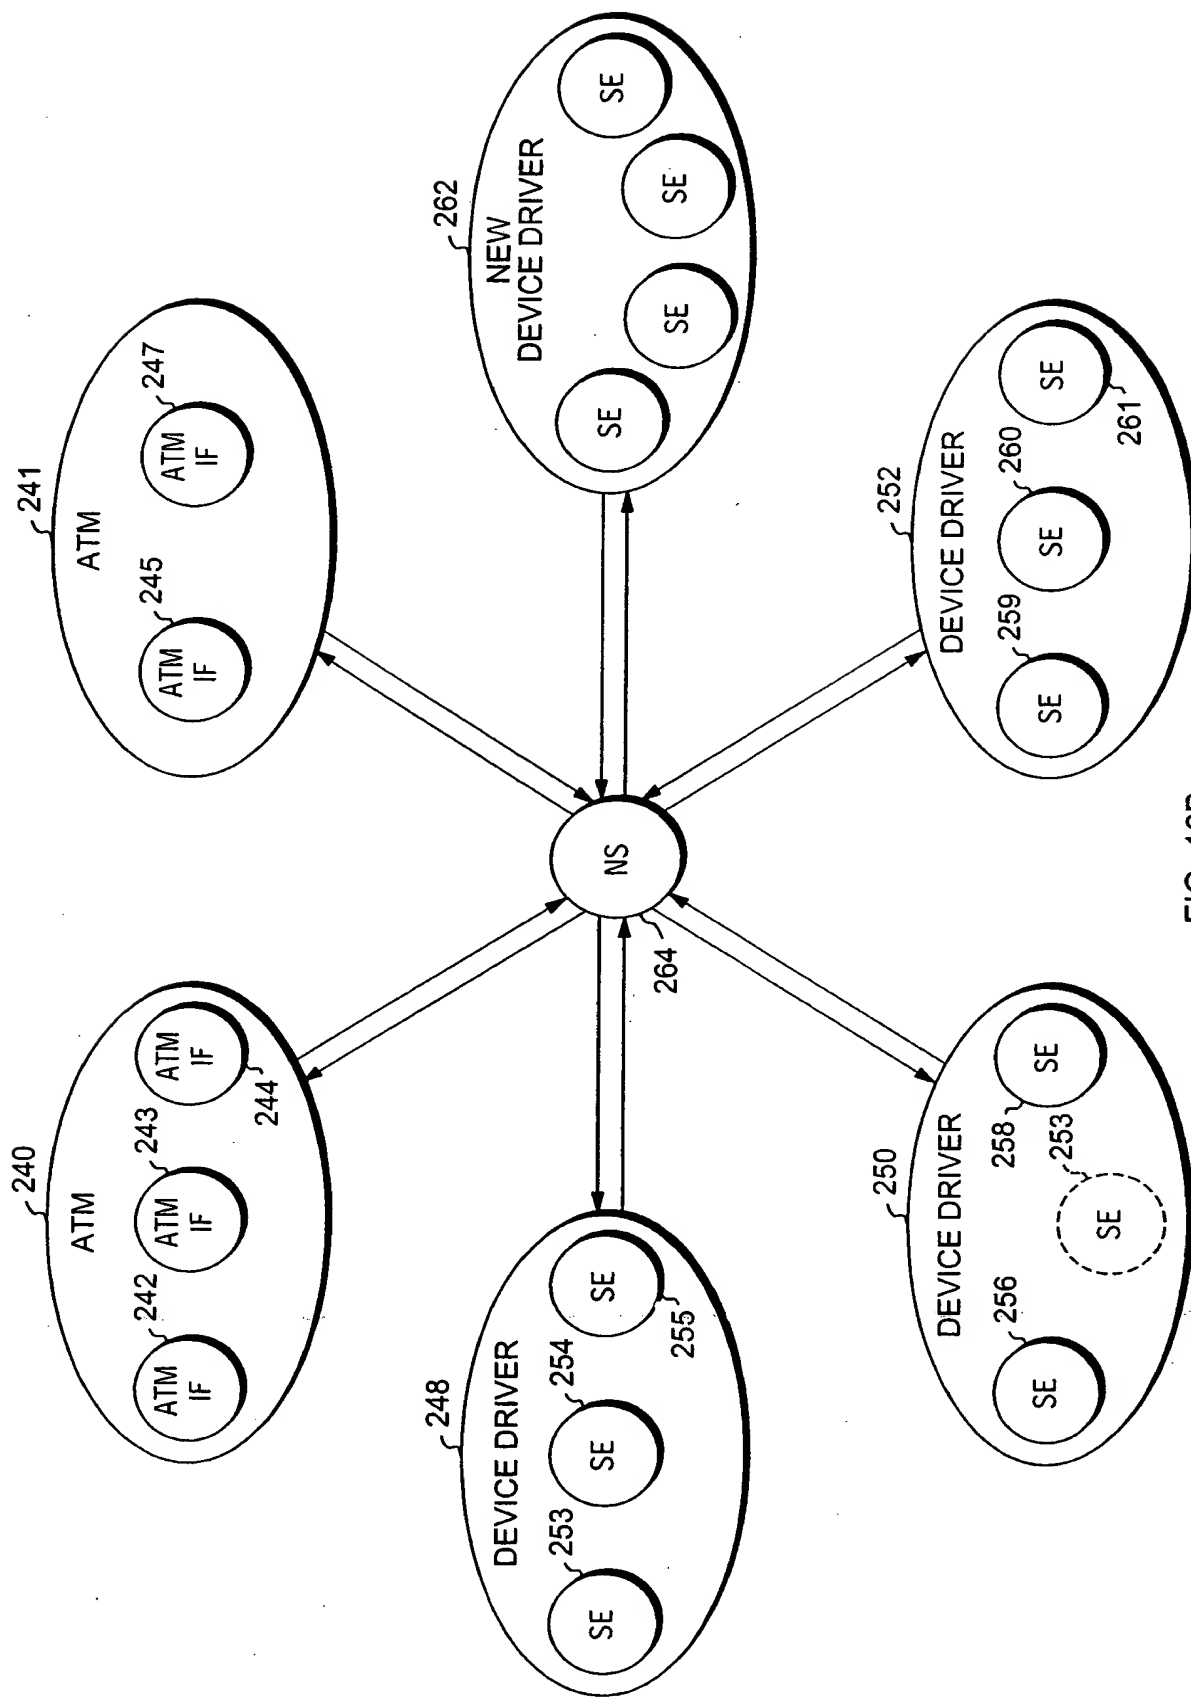 240
ATM
242
ATM
IF
243
ATM
IF
ATM
IF
244
241
ATM
245
ATM
IF
247
ATM
IF
248
DEVICE DRIVER
253
SE
254
SE
SE
255
NS
264
262
NEW
DEVICE DRIVER
SE
SE
SE
SE
250
DEVICE DRIVER
256
SE
SE
258
253
SE
252
DEVICE DRIVER
259
SE
260
SE
SE
261